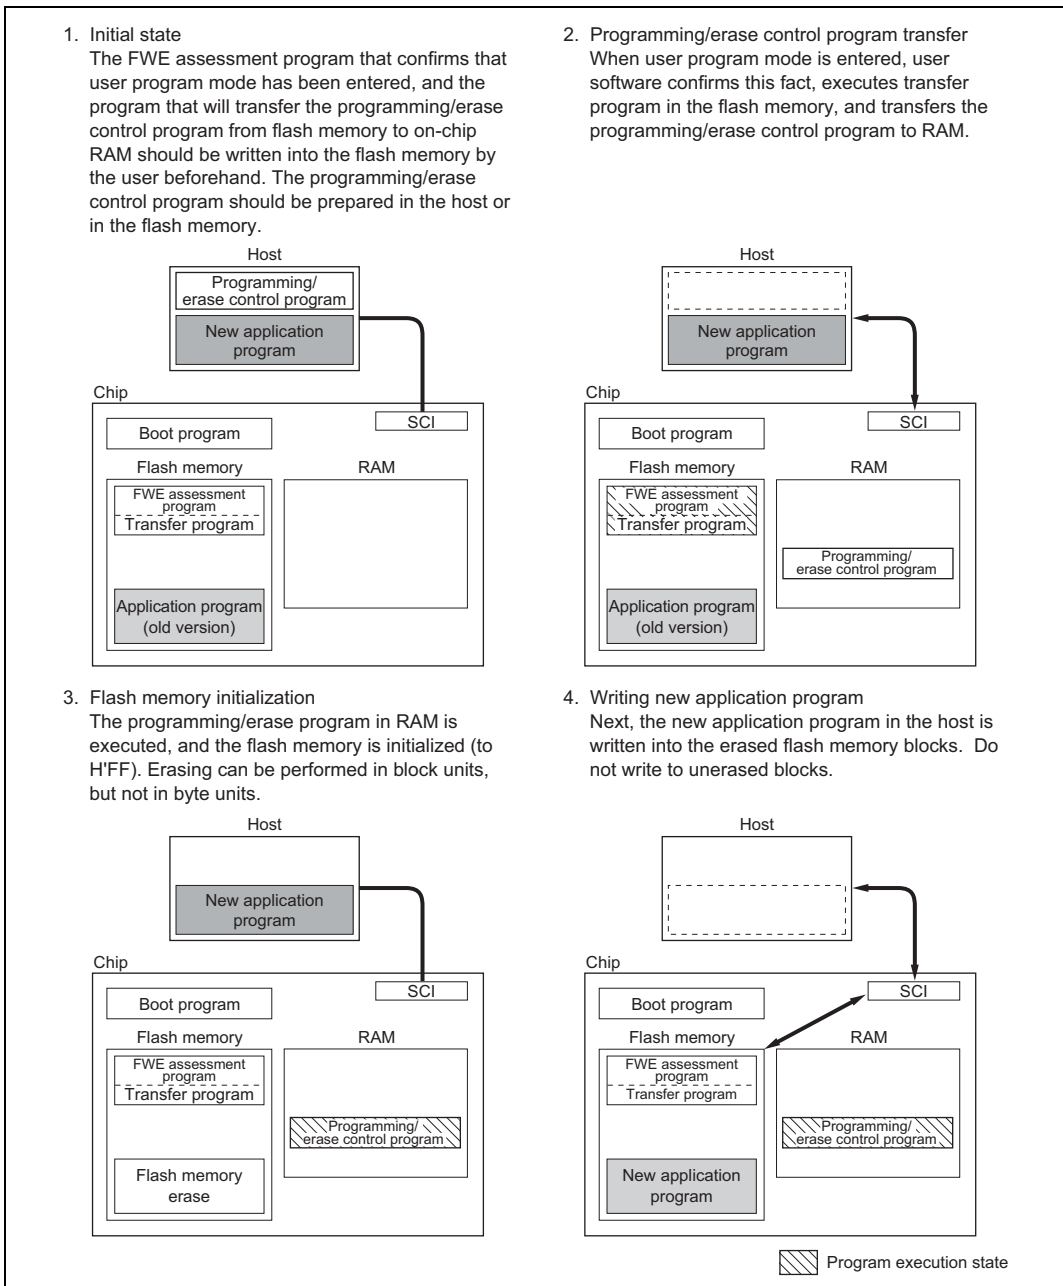 1. Initial state
The FWE assessment program that confirms that
user program mode has been entered, and the
program that will transfer the programming/erase
control program from flash memory to on-chip
RAM should be written into the flash memory by
the user beforehand. The programming/erase
control program should be prepared in the host or
in the flash memory.
Host
Programming/
erase control program
New application
program
Chip
SCI
Boot program
Flash memory
RAM
FWE assessment
program
Transfer program
Application program
(old version)
2. Programming/erase control program transfer
When user program mode is entered, user
software confirms this fact, executes transfer
program in the flash memory, and transfers the
programming/erase control program to RAM.
Host
New application
program
Chip
SCI
Boot program
Flash memory
RAM
FWE assessment
program
Transfer program
Programming/
erase control program
Application program
(old version)
3. Flash memory initialization
The programming/erase program in RAM is
executed, and the flash memory is initialized (to
H'FF). Erasing can be performed in block units,
but not in byte units.
Host
New application
program
Chip
SCI
Boot program
Flash memory
RAM
FWE assessment
program
Transfer program
Programming/
erase control program
Flash memory
erase
4. Writing new application program
Next, the new application program in the host is
written into the erased flash memory blocks. Do
not write to unerased blocks.
Host
Chip
SCI
Boot program
Flash memory
RAM
FWE assessment
program
Transfer program
Programming/
erase control program
New application
program
Program execution state